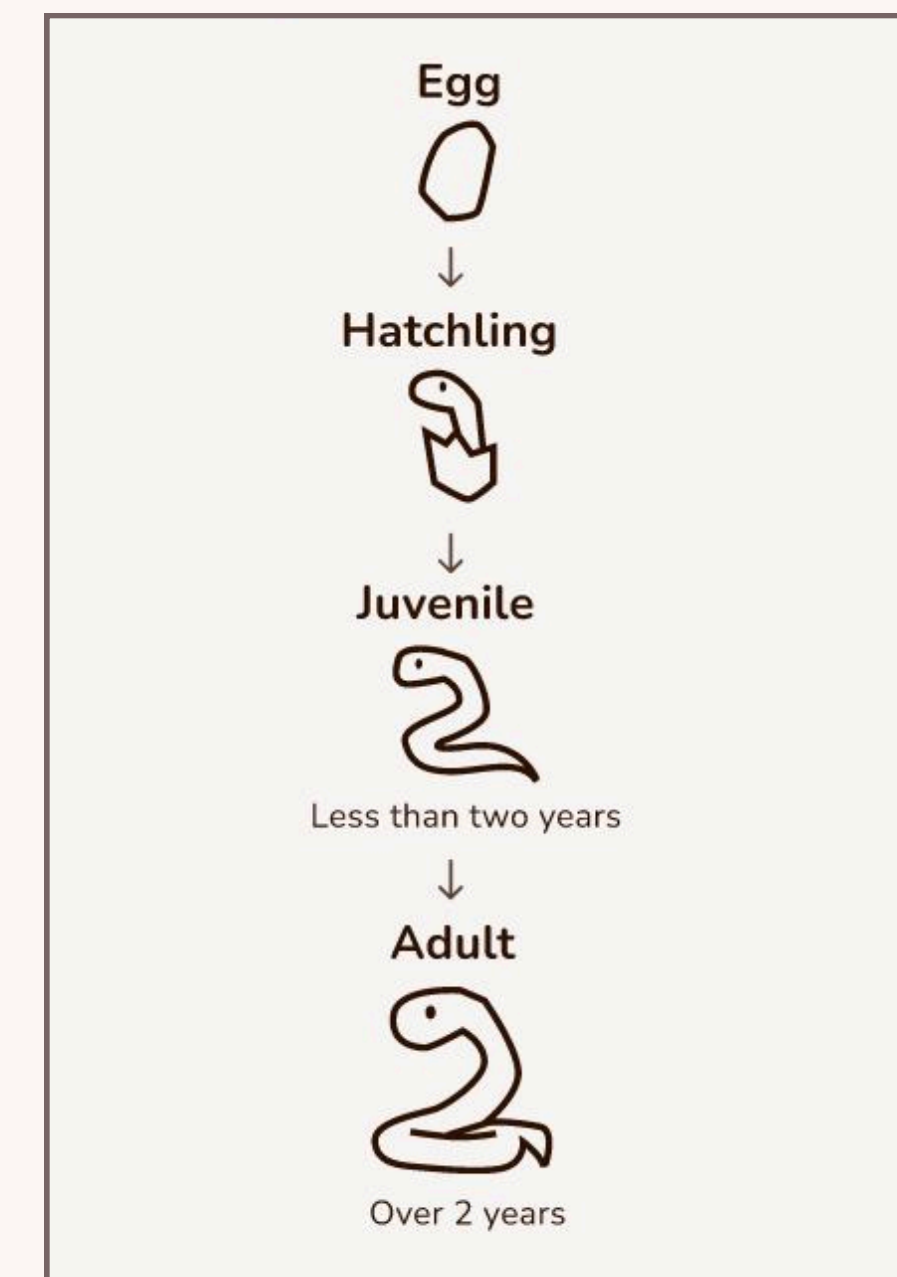 Egg
Hatchling
Juvenile
Less than two years
Adult
Over 2 years